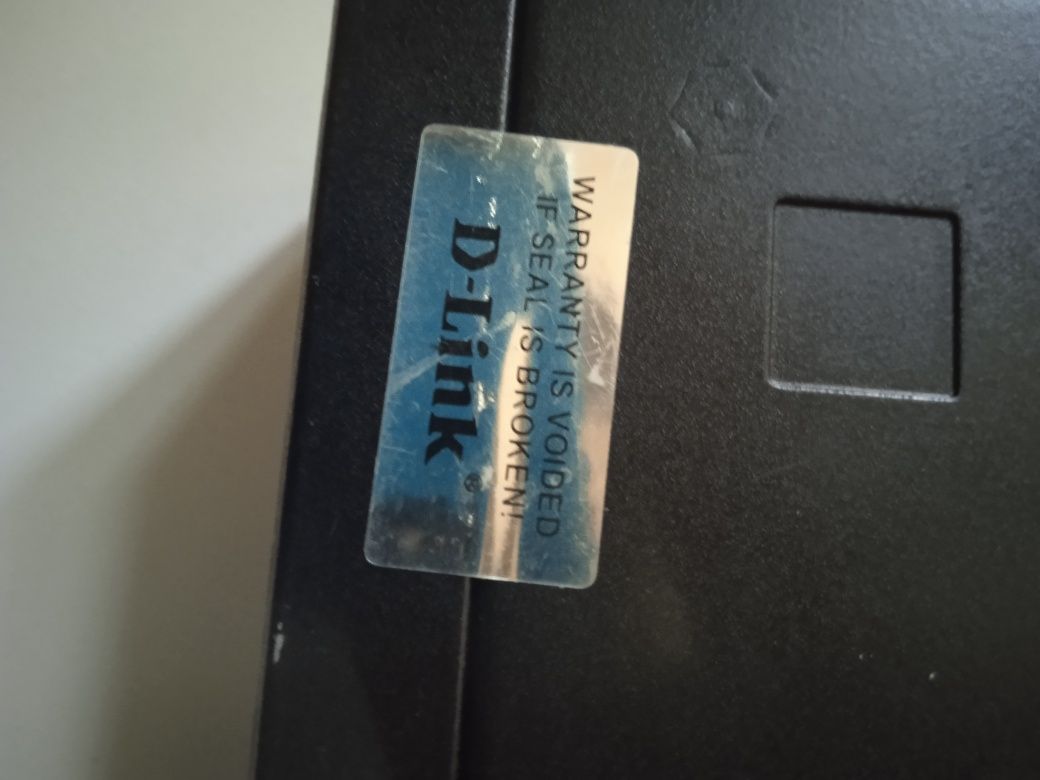 WARRANTY IS VOIDED
IF SEAL IS BROKEN!
D-Link®